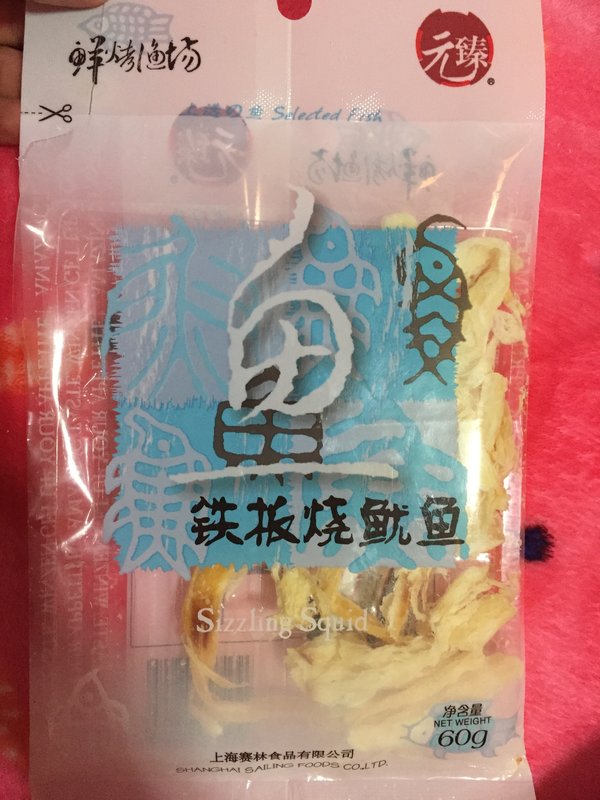 鲜烤渔场
元臻
®
Selected Fish
鱼
铁板烧鱿鱼
Sizzling Squid
净含量
NET WEIGHT
60g
上海赛林食品有限公司
SHANGHAI SAILING FOODS CO.,LTD.